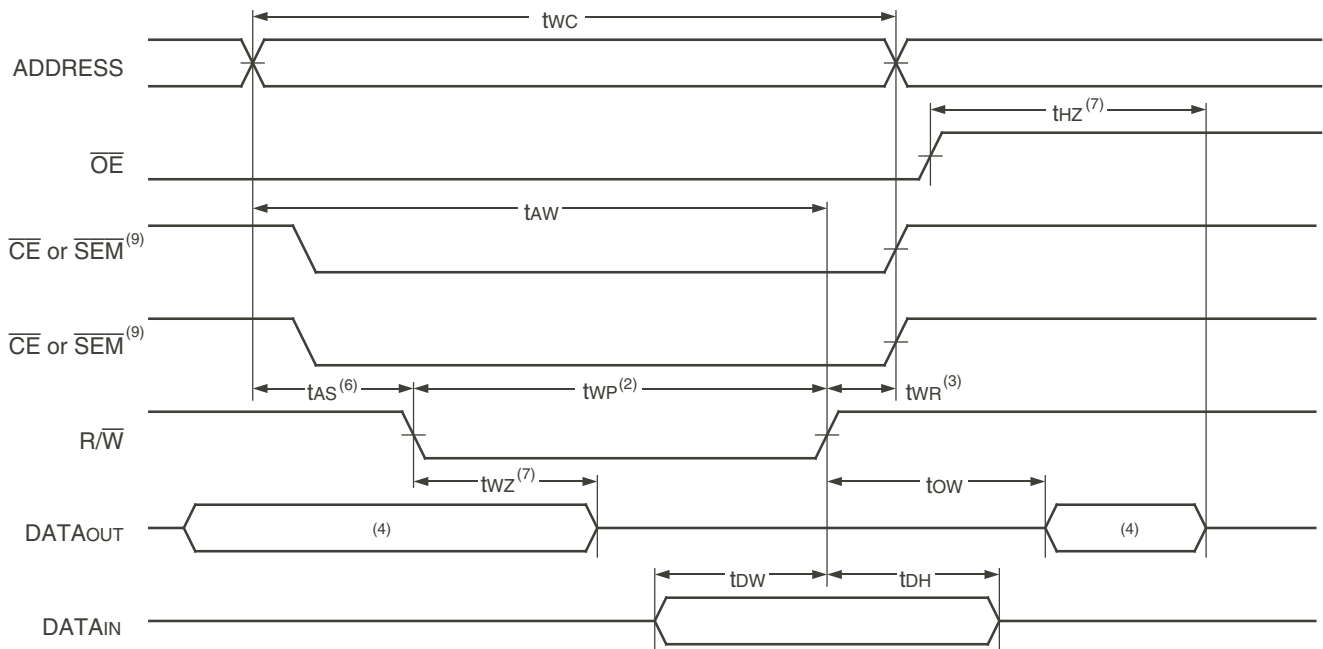 tWC
ADDRESS
tHZ(7)
OE
tAW
CE or SEM(9)
CE or SEM(9)
tAS(6)
tWP(2)
tWR(3)
R/W
tWZ(7)
tOW
DATAOUT
(4)
(4)
tDW
tDH
DATAIN